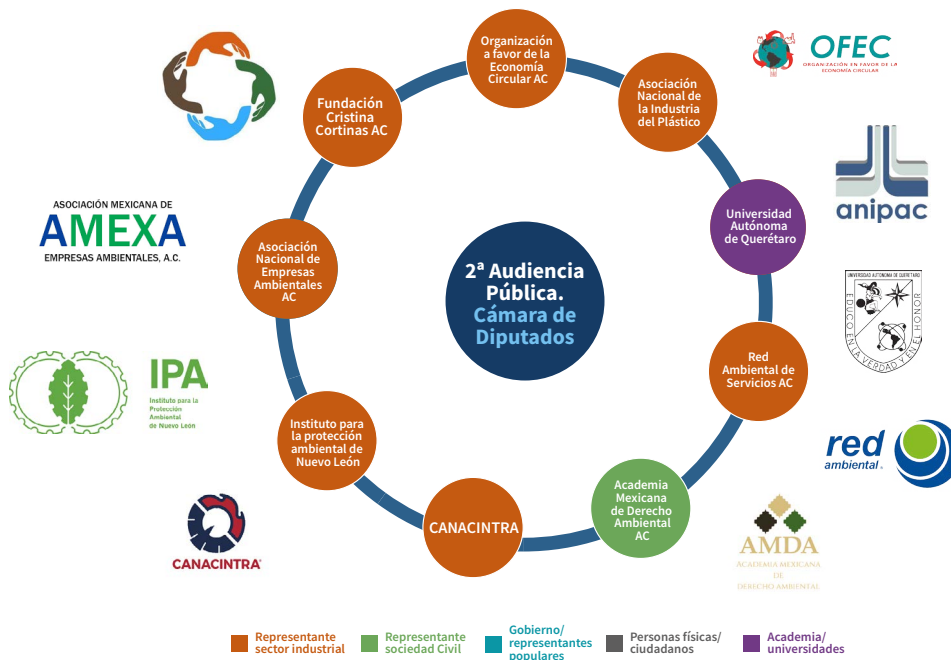 Organización
a favor de la
Economía
Circular AC
OFEC
ORGANIZACIÓN EN FAVOR DE LA
ECONOMÍA CIRCULAR
Asociación
Nacional de
la Industria
del Plástico
Fundación
Cristina
Cortinas AC
anipac
ASOCIACIÓN MEXICANA DE
AMEXA
EMPRESAS AMBIENTALES, A.C.
Universidad
Autónoma
de Querétaro
Asociación
Nacional de
Empresas
Ambientales
AC
2ª Audiencia
Pública.
Cámara de
Diputados
UNIVERSIDAD AUTONOMA DE QUERETARO
EDUCO EN LA VERDAD Y EN EL HONOR
Red
Ambiental de
Servicios AC
IPA
Instituto para la
Protección
Ambiental
de Nuevo León
Instituto para
la protección
ambiental de
Nuevo León
red
ambiental
Academia
Mexicana
de Derecho
Ambiental
AC
CANACINTRA
CANACINTRA
AMDA
ACADEMIA MEXICANA
DE
DERECHO AMBIENTAL
Representante
sector industrial
Representante
sociedad Civil
Gobierno/
representantes
populares
Personas físicas/
ciudadanos
Academia/
universidades